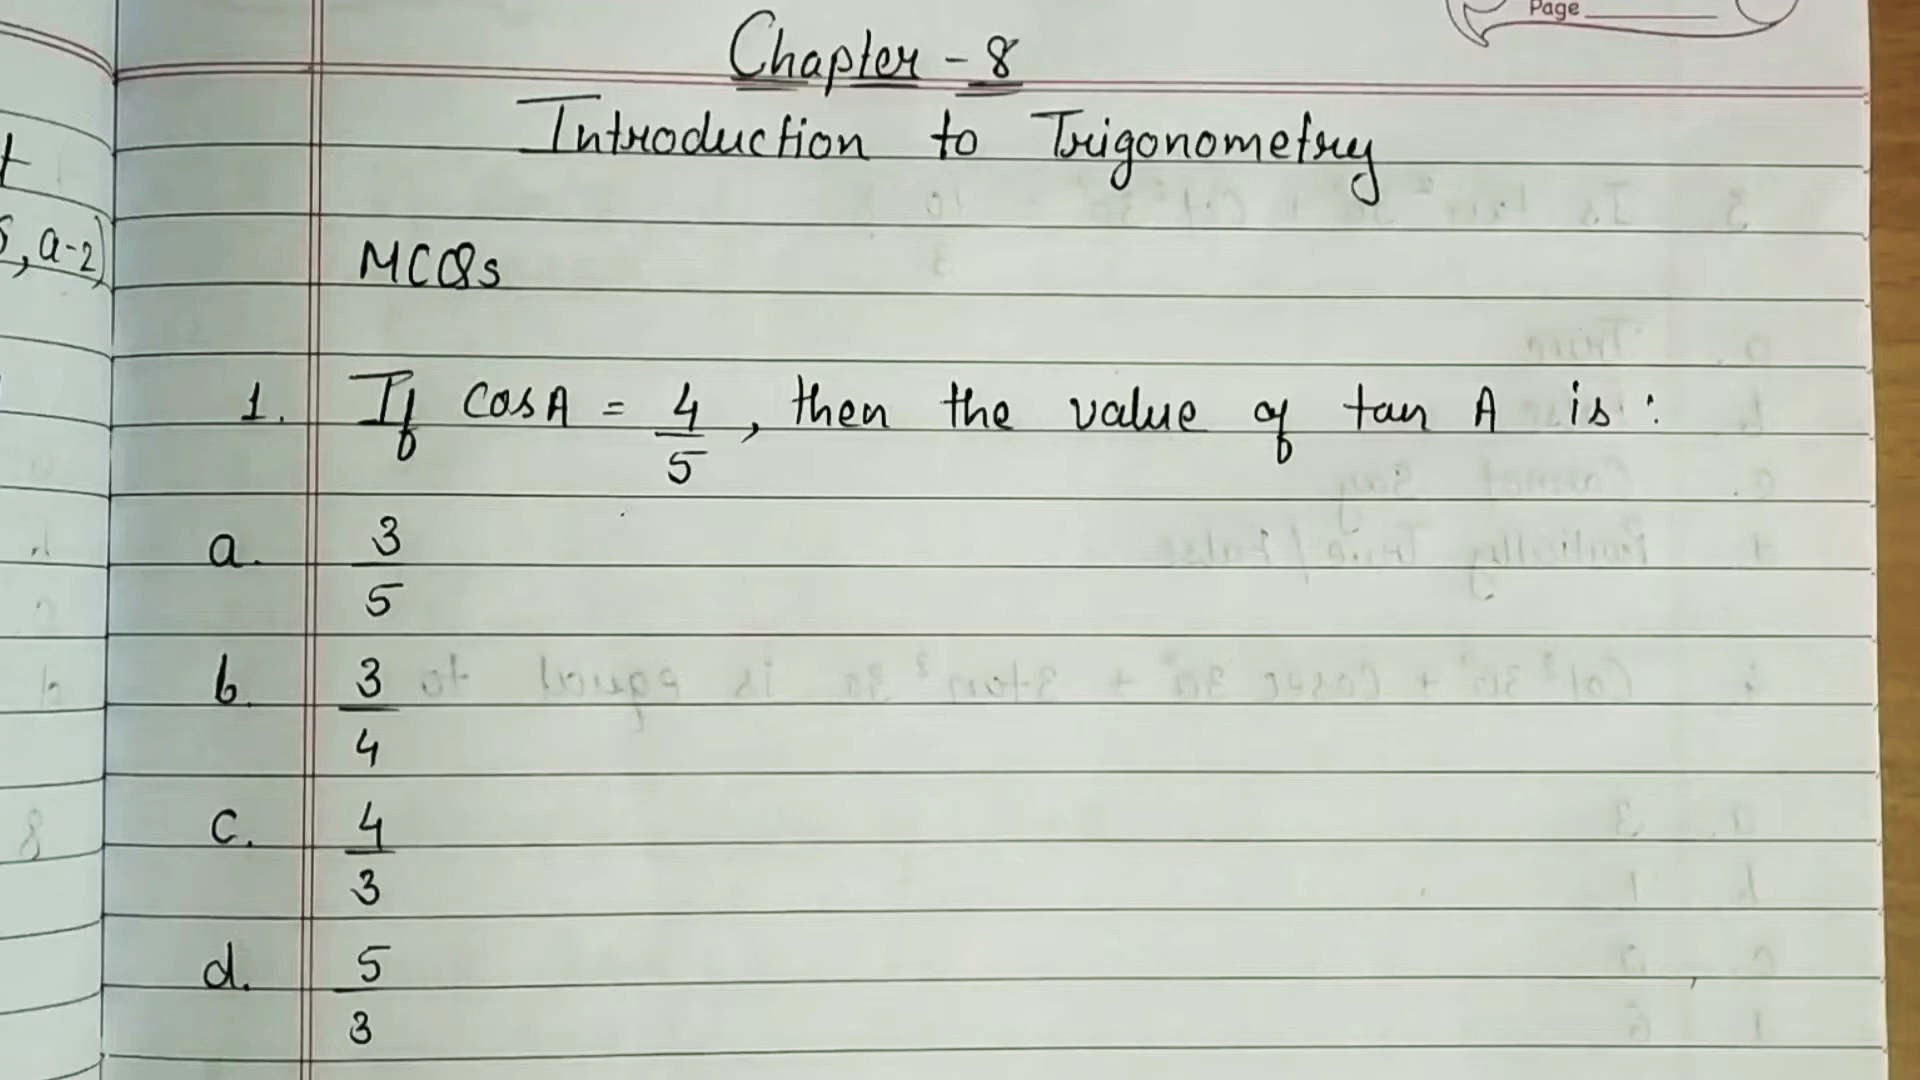 Page
Chapter - 8
Introduction to Trigonometry
MCQs
1. If cos A = 4/5, then the value of tan A is :
a. 3/5
b. 3/4
c. 4/3
d. 5/3
, a-2)